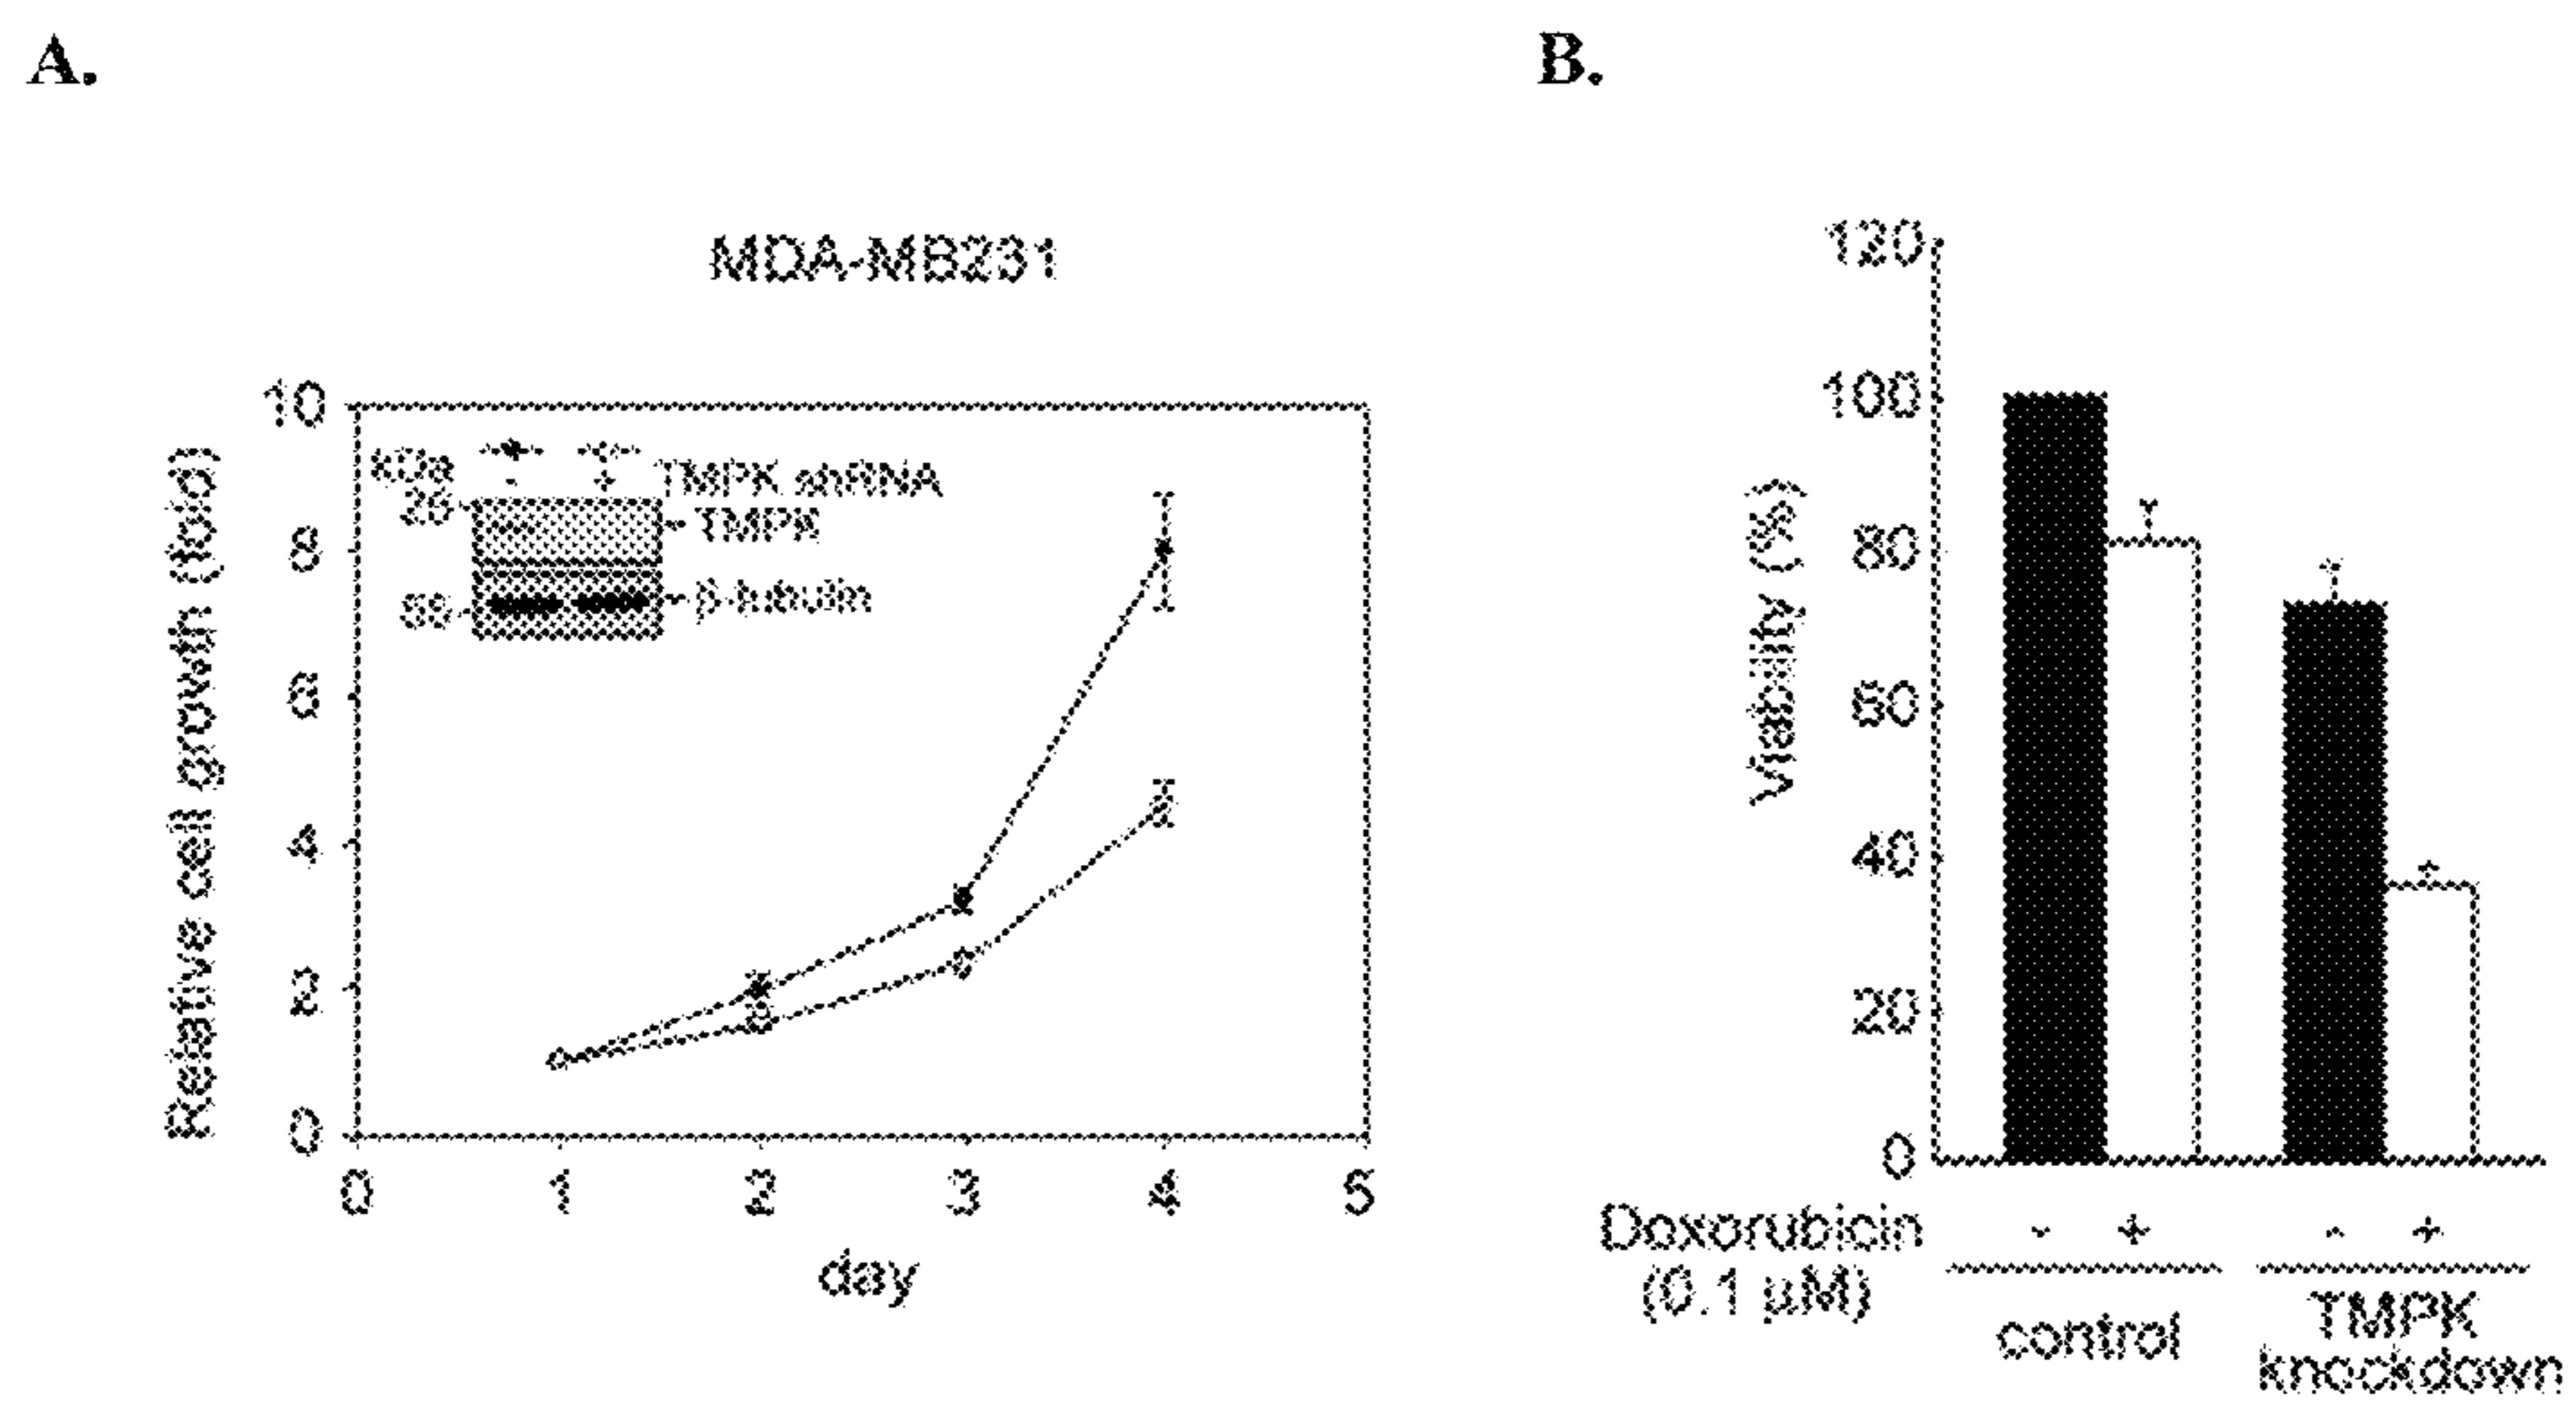 A.
MDA-MB231
Relative cell growth (fold)
10
8
6
4
2
0
kDa
- + TMPK shRNA
TMPK
β-tubulin
0 1 2 3 4 5
day
B.
Viability (%)
120
100
80
60
40
20
0
Doxorubicin - + - +
(0.1 μM)
control
TMPK
knockdown